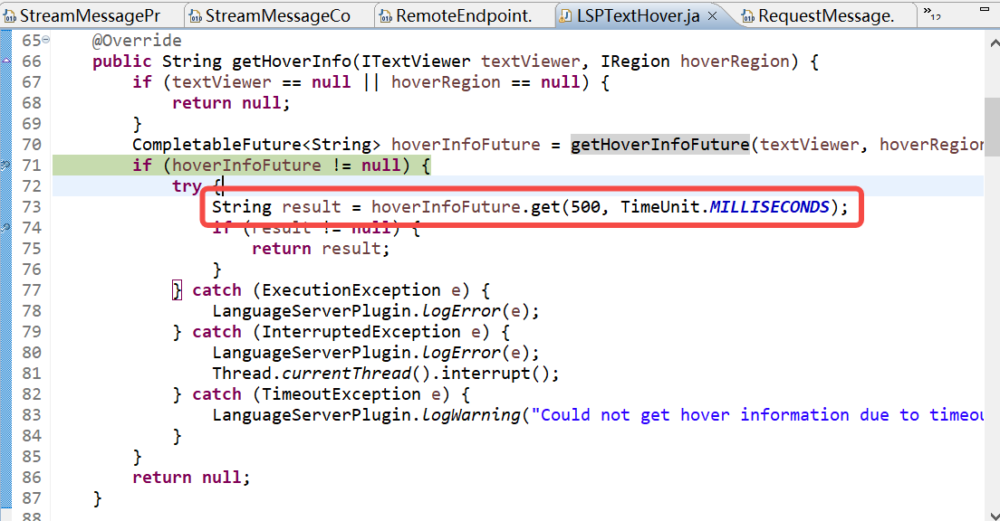 StreamMessagePr StreamMessageCo RemoteEndpoint. LSPTextHover.ja RequestMessage. »12
65 @Override
66 public String getHoverInfo(ITextViewer textViewer, IRegion hoverRegion) {
67 if (textViewer == null || hoverRegion == null) {
68 return null;
69 }
70 CompletableFuture<String> hoverInfoFuture = getHoverInfoFuture(textViewer, hoverRegion
71 if (hoverInfoFuture != null) {
72 try {
73 String result = hoverInfoFuture.get(500, TimeUnit.MILLISECONDS);
74 if (result != null) {
75 return result;
76 }
77 } catch (ExecutionException e) {
78 LanguageServerPlugin.logError(e);
79 } catch (InterruptedException e) {
80 LanguageServerPlugin.logError(e);
81 Thread.currentThread().interrupt();
82 } catch (TimeoutException e) {
83 LanguageServerPlugin.logWarning("Could not get hover information due to timeou
84 }
85 }
86 return null;
87 }
88